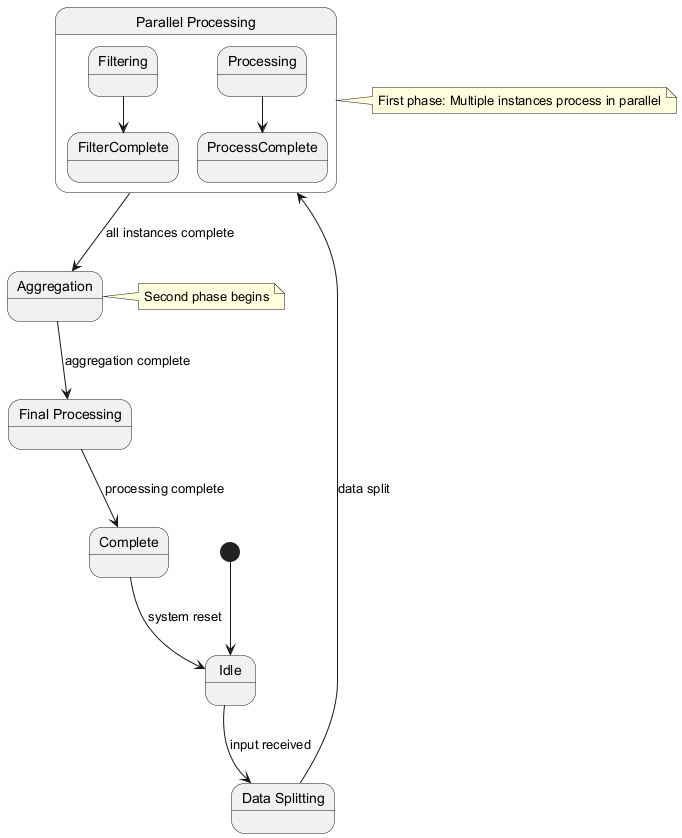 Parallel Processing
Filtering
Processing
First phase: Multiple instances process in parallel
FilterComplete
ProcessComplete
all instances complete
Aggregation
Second phase begins
aggregation complete
Final Processing
processing complete
data split
Complete
system reset
Idle
input received
Data Splitting